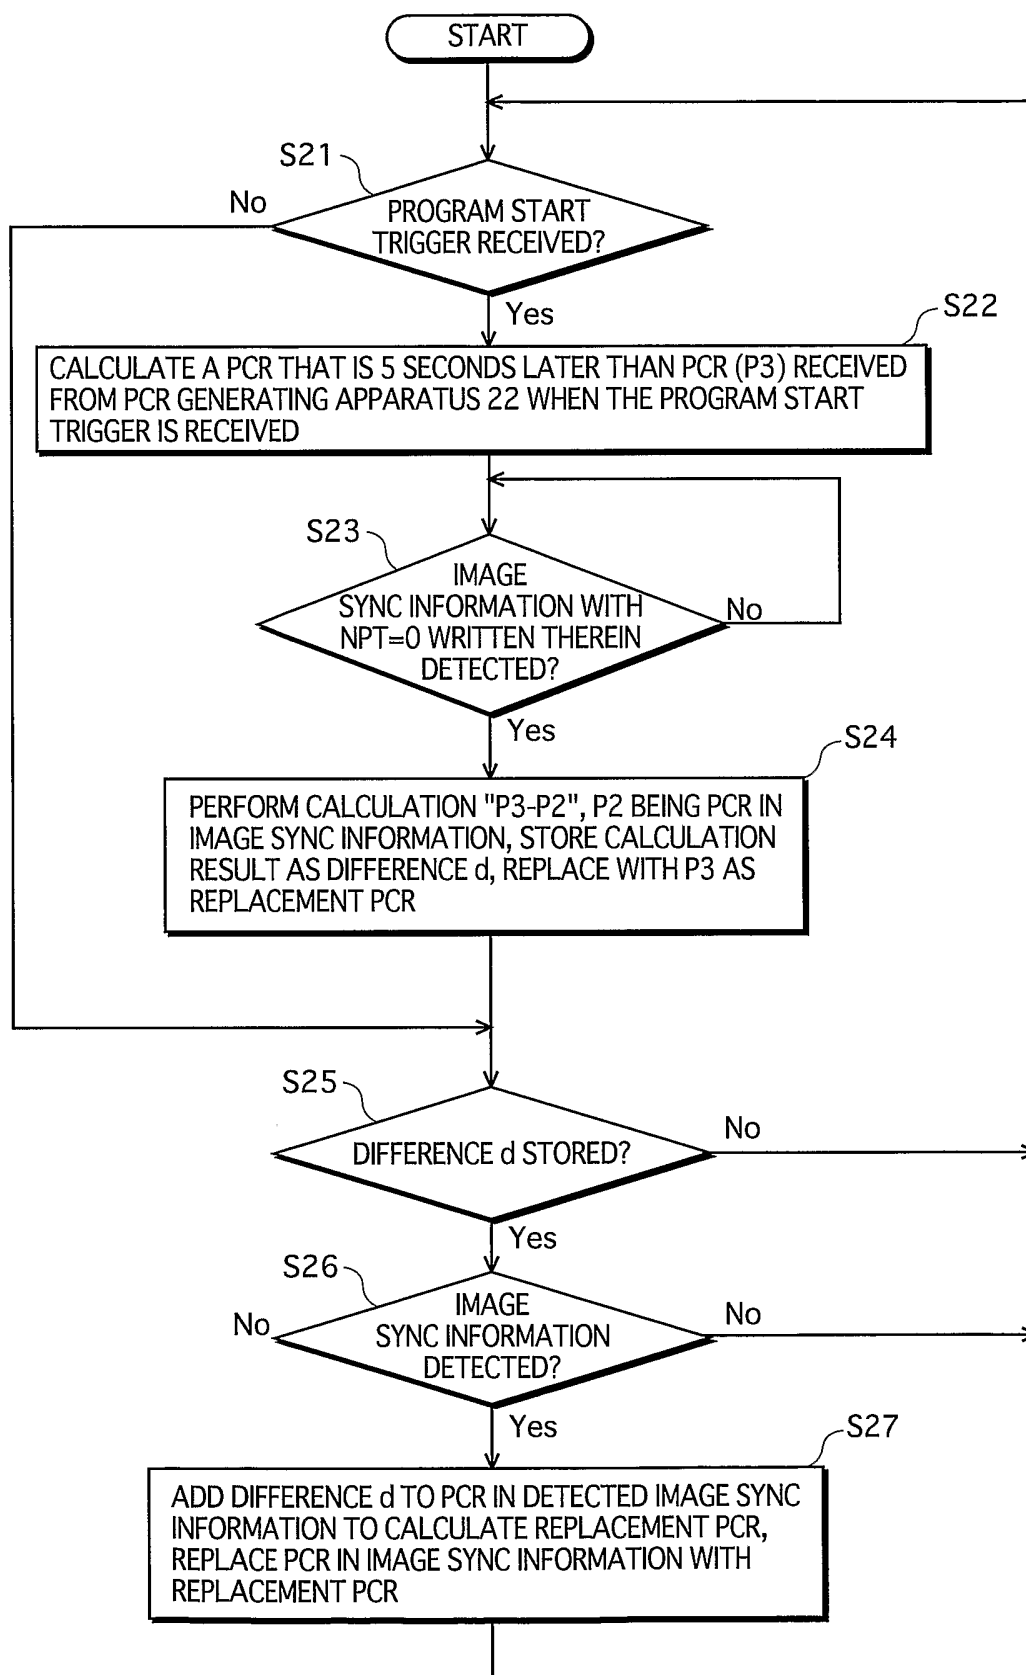 START
S21
No
PROGRAM START
TRIGGER RECEIVED?
Yes
S22
CALCULATE A PCR THAT IS 5 SECONDS LATER THAN PCR (P3) RECEIVED
FROM PCR GENERATING APPARATUS 22 WHEN THE PROGRAM START
TRIGGER IS RECEIVED
S23
IMAGE
SYNC INFORMATION WITH
NPT=0 WRITTEN THEREIN
DETECTED?
No
Yes
S24
PERFORM CALCULATION "P3-P2", P2 BEING PCR IN
IMAGE SYNC INFORMATION, STORE CALCULATION
RESULT AS DIFFERENCE d, REPLACE WITH P3 AS
REPLACEMENT PCR
S25
DIFFERENCE d STORED?
No
Yes
S26
No
IMAGE
SYNC INFORMATION
DETECTED?
No
Yes
S27
ADD DIFFERENCE d TO PCR IN DETECTED IMAGE SYNC
INFORMATION TO CALCULATE REPLACEMENT PCR,
REPLACE PCR IN IMAGE SYNC INFORMATION WITH
REPLACEMENT PCR